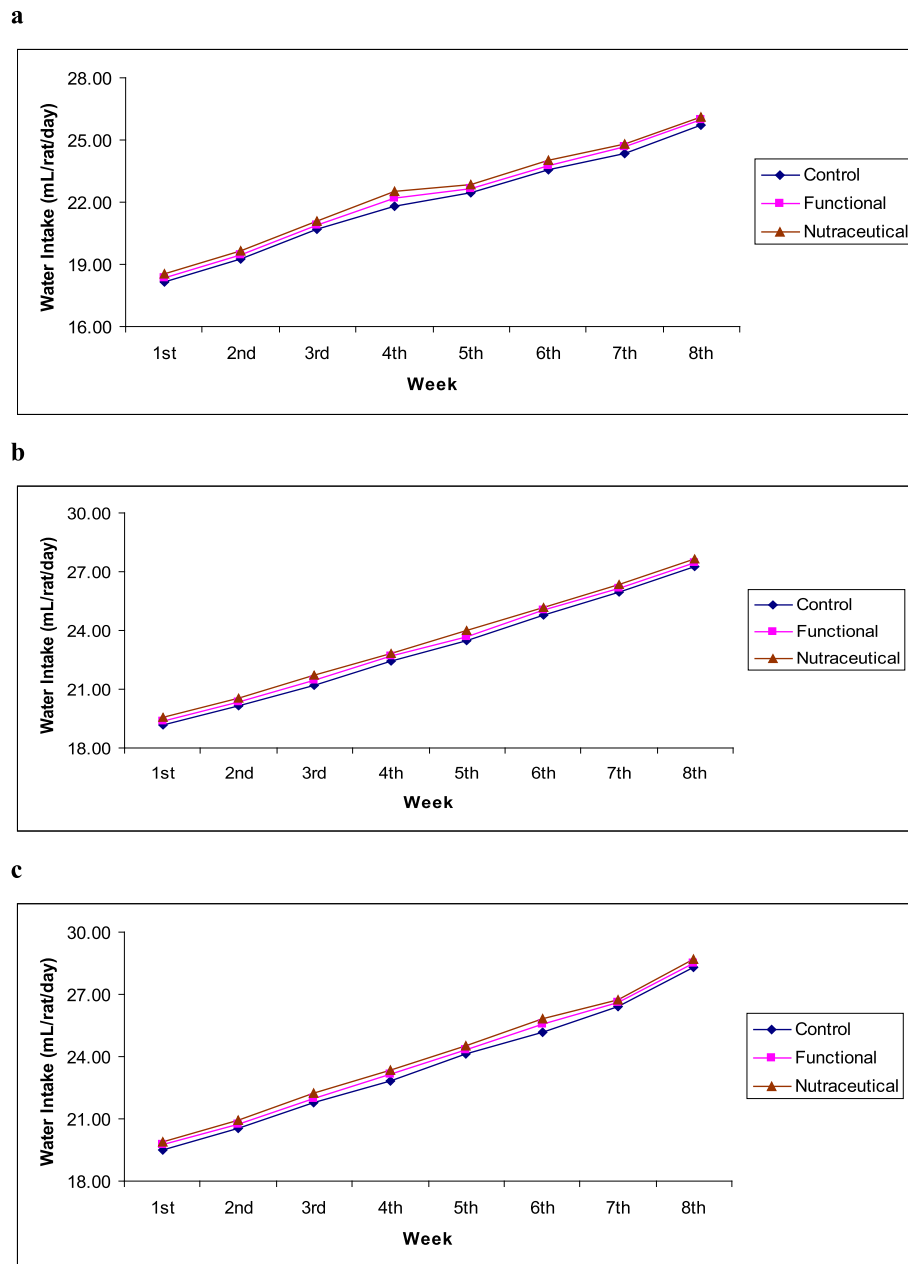 a
28.00
25.00
22.00
19.00
16.00
Water Intake (mL/rat/day)
1st 2nd 3rd 4th 5th 6th 7th 8th
Week
Control
Functional
Nutraceutical
b
30.00
27.00
24.00
21.00
18.00
Water Intake (mL/rat/day)
1st 2nd 3rd 4th 5th 6th 7th 8th
Week
Control
Functional
Nutraceutical
c
30.00
27.00
24.00
21.00
18.00
Water Intake (mL/rat/day)
1st 2nd 3rd 4th 5th 6th 7th 8th
Week
Control
Functional
Nutraceutical